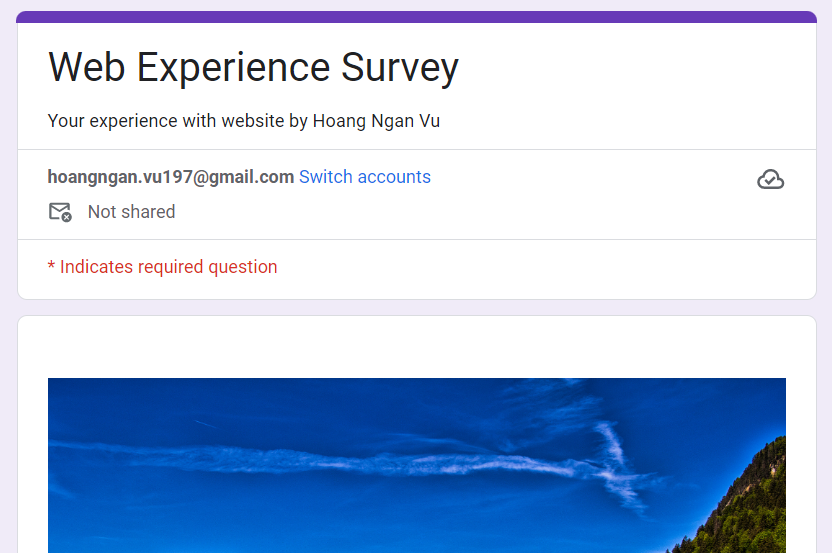 Web Experience Survey
Your experience with website by Hoang Ngan Vu
hoangngan.vu197@gmail.com Switch accounts
Not shared
* Indicates required question